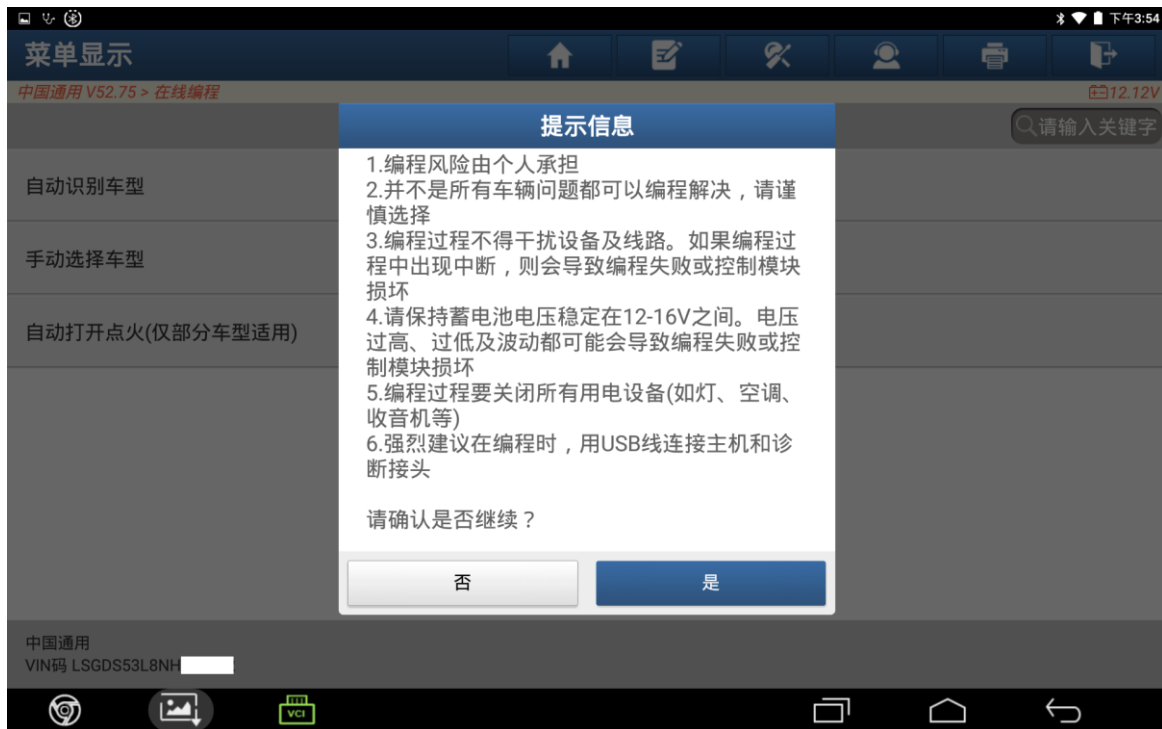 下午3:54
菜单显示
中国通用 V52.75 > 在线编程
12.12V
请输入关键字
自动识别车型
手动选择车型
自动打开点火(仅部分车型适用)
提示信息
1.编程风险由个人承担
2.并不是所有车辆问题都可以编程解决，请谨
慎选择
3.编程过程不得干扰设备及线路。如果编程过
程中出现中断，则会导致编程失败或控制模块
损坏
4.请保持蓄电池电压稳定在12-16V之间。电压
过高、过低及波动都可能会导致编程失败或控
制模块损坏
5.编程过程要关闭所有用电设备(如灯、空调、
收音机等)
6.强烈建议在编程时，用USB线连接主机和诊
断接头
请确认是否继续？
否
是
中国通用
VIN码 LSGDS53L8NH
VCI